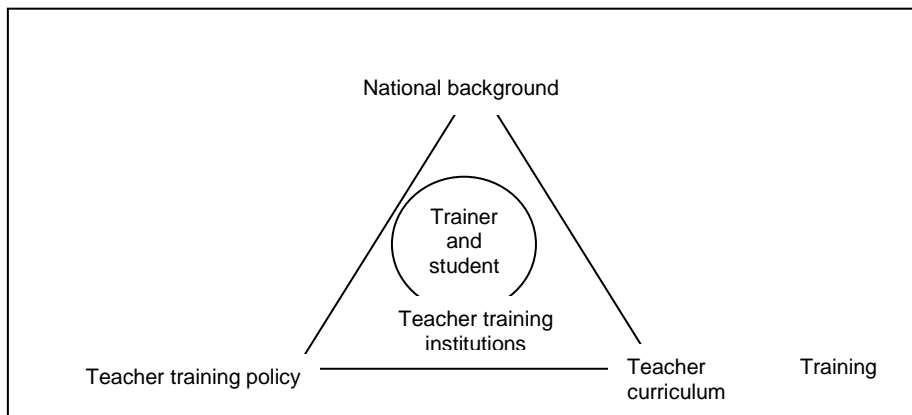 National background
Trainer
and
student
Teacher training
institutions
Teacher training policy
Teacher Training
curriculum